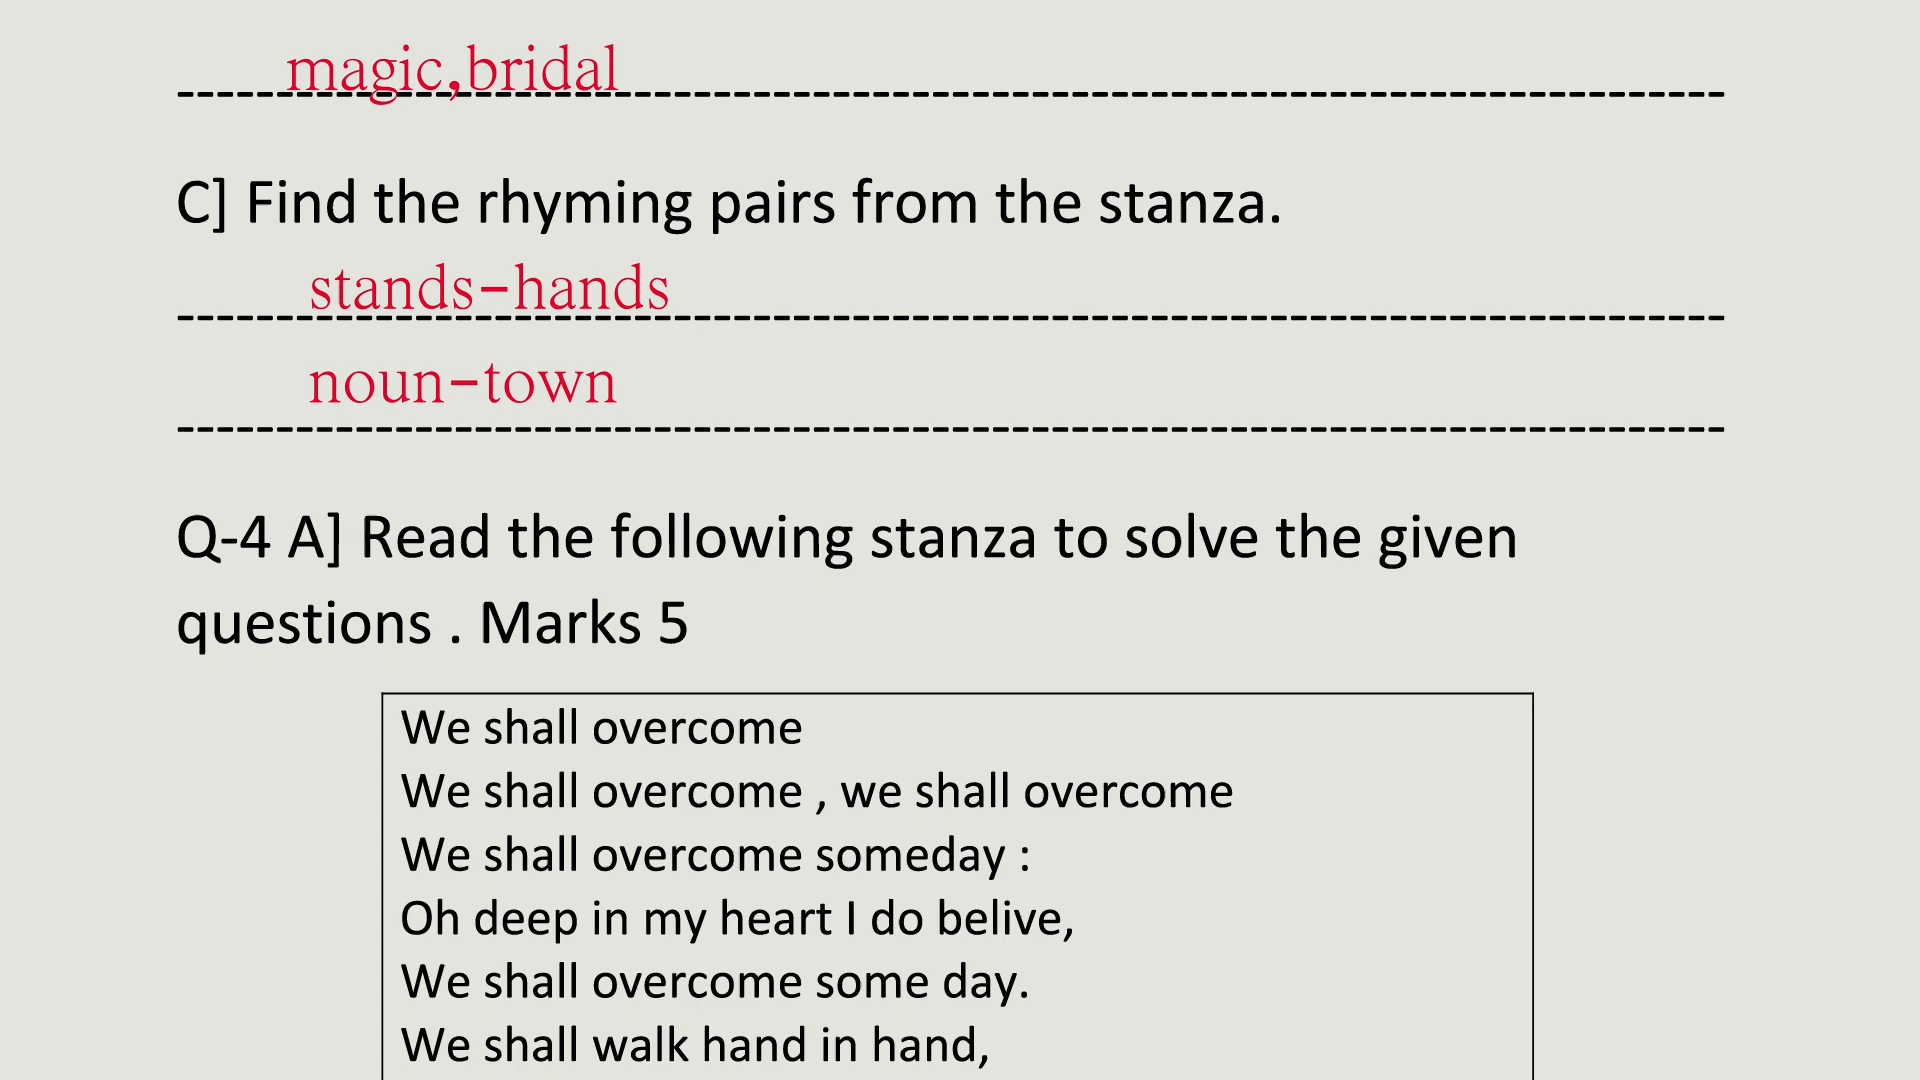 magic,bridal
--------------------------------------------------------------------------------
C] Find the rhyming pairs from the stanza.
stands-hands
--------------------------------------------------------------------------------
noun-town
--------------------------------------------------------------------------------
Q-4 A] Read the following stanza to solve the given
questions . Marks 5
We shall overcome
We shall overcome , we shall overcome
We shall overcome someday :
Oh deep in my heart I do belive,
We shall overcome some day.
We shall walk hand in hand,